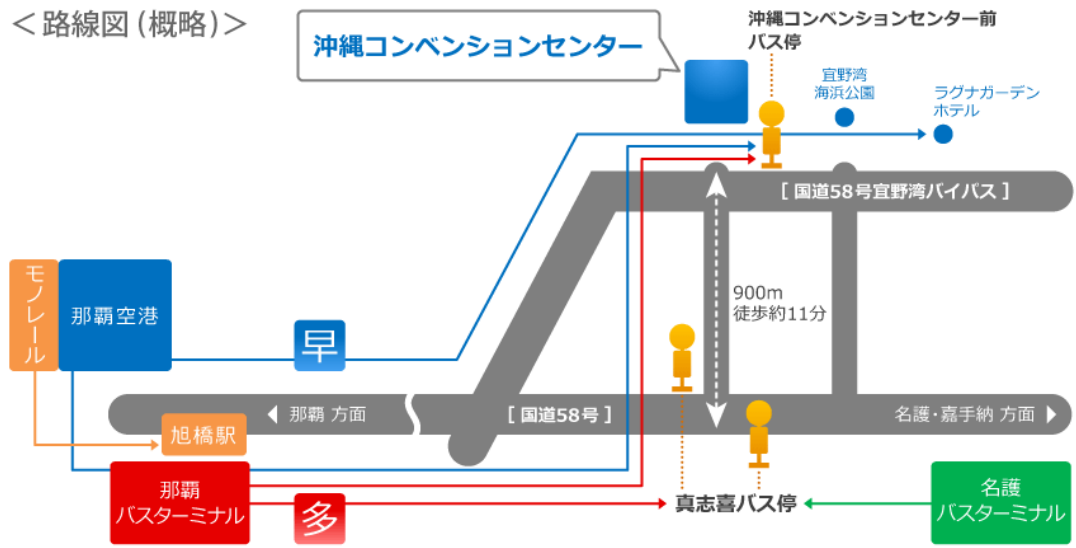 ＜路線図（概略）＞
沖縄コンベンションセンター
沖縄コンベンションセンター前
バス停
宜野湾
海浜公園
ラグナガーデン
ホテル
［ 国道58号宜野湾バイパス ］
モノレール
那覇空港
早
900m
徒歩約11分
那覇 方面
［ 国道58号 ］
名護・嘉手納 方面
旭橋駅
那覇
バスターミナル
多
真志喜バス停
名護
バスターミナル